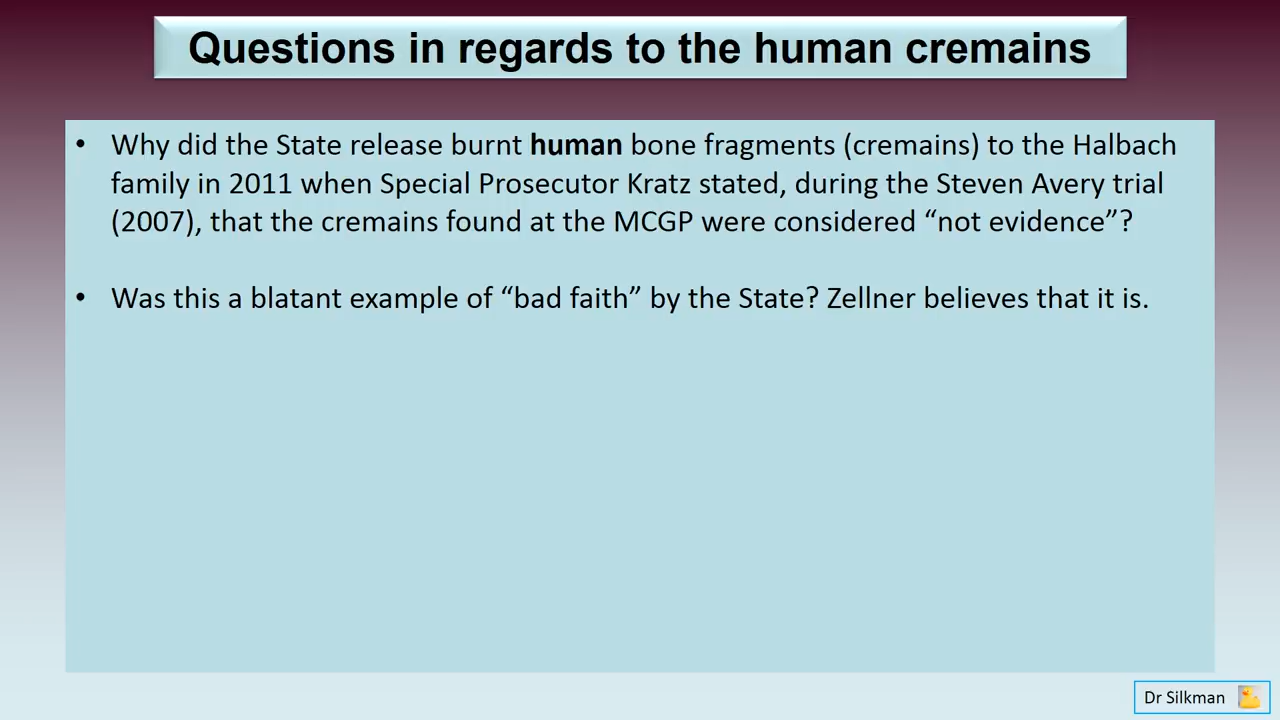 Questions in regards to the human cremains
• Why did the State release burnt human bone fragments (cremains) to the Halbach
family in 2011 when Special Prosecutor Kratz stated, during the Steven Avery trial
(2007), that the cremains found at the MCGP were considered “not evidence”?
• Was this a blatant example of “bad faith” by the State? Zellner believes that it is.
Dr Silkman